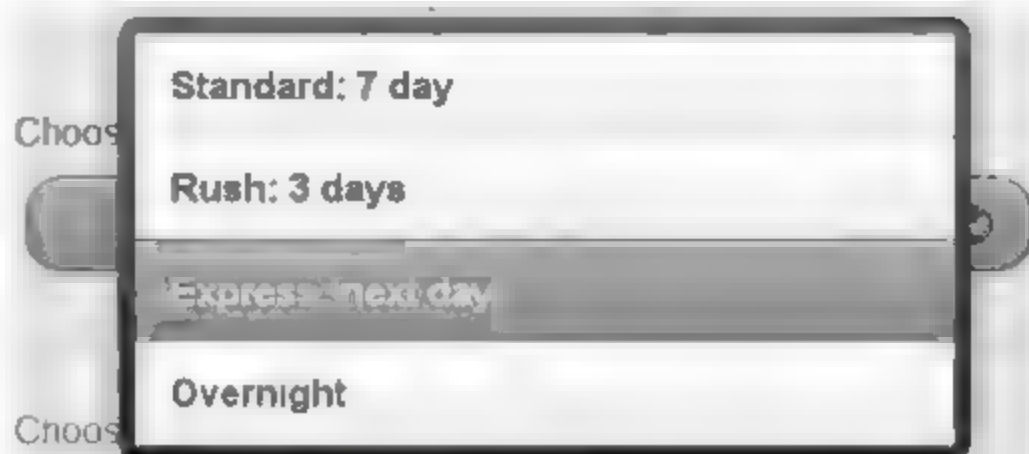 Standard: 7 day
Choos
Rush: 3 days
Express: next day
Overnight
Choos